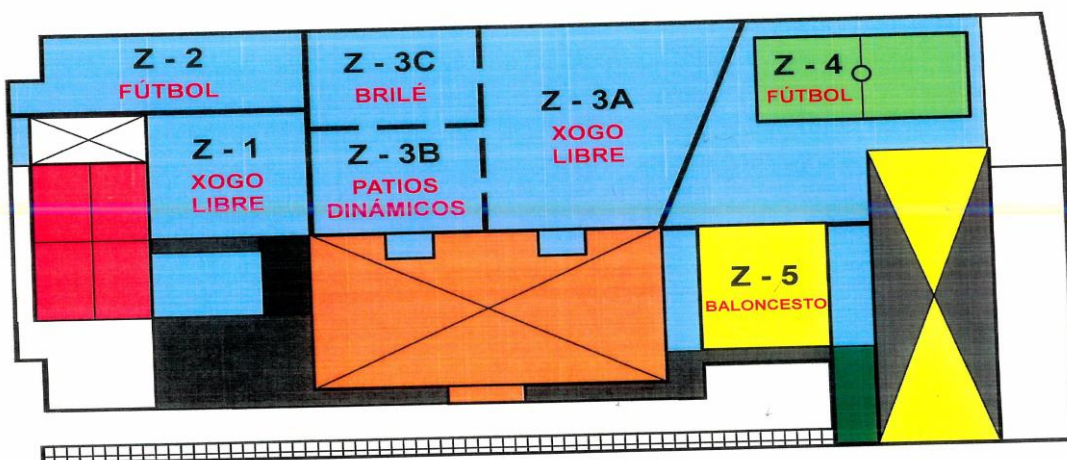 Z - 2
FÚTBOL
Z - 3C
BRILÉ
Z - 3A
XOGO
LIBRE
Z - 4
FÚTBOL
Z - 1
XOGO
LIBRE
Z - 3B
PATIOS
DINÁMICOS
Z - 5
BALONCESTO